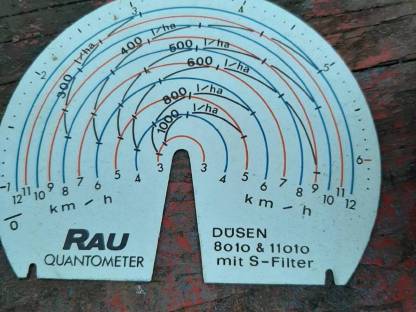 3
2
4
5
300 l/ha
400 l/ha
500 l/ha
600 l/ha
800 l/ha
1000 l/ha
1
12 11 10 9 8 7 6 5 4 3
3 4 5 6 7 8 9 10 11 12
6
0
km/h
km/h
RAU
QUANTOMETER
DÜSEN
8010 & 11010
mit S-Filter